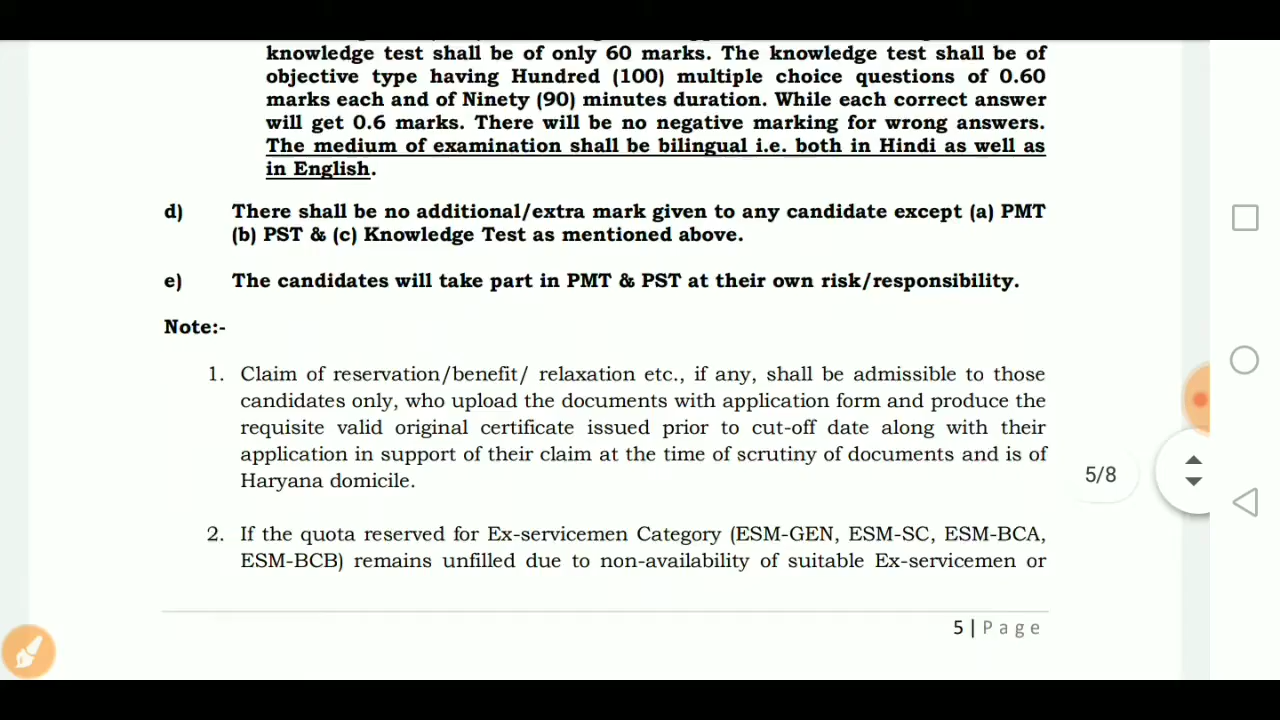 knowledge test shall be of only 60 marks. The knowledge test shall be of
objective type having Hundred (100) multiple choice questions of 0.60
marks each and of Ninety (90) minutes duration. While each correct answer
will get 0.6 marks. There will be no negative marking for wrong answers.
The medium of examination shall be bilingual i.e. both in Hindi as well as
in English.
d) There shall be no additional/extra mark given to any candidate except (a) PMT
(b) PST & (c) Knowledge Test as mentioned above.
e) The candidates will take part in PMT & PST at their own risk/responsibility.
Note:-
1. Claim of reservation/benefit/ relaxation etc., if any, shall be admissible to those
candidates only, who upload the documents with application form and produce the
requisite valid original certificate issued prior to cut-off date along with their
application in support of their claim at the time of scrutiny of documents and is of
Haryana domicile.
5/8
2. If the quota reserved for Ex-servicemen Category (ESM-GEN, ESM-SC, ESM-BCA,
ESM-BCB) remains unfilled due to non-availability of suitable Ex-servicemen or
5 | Page